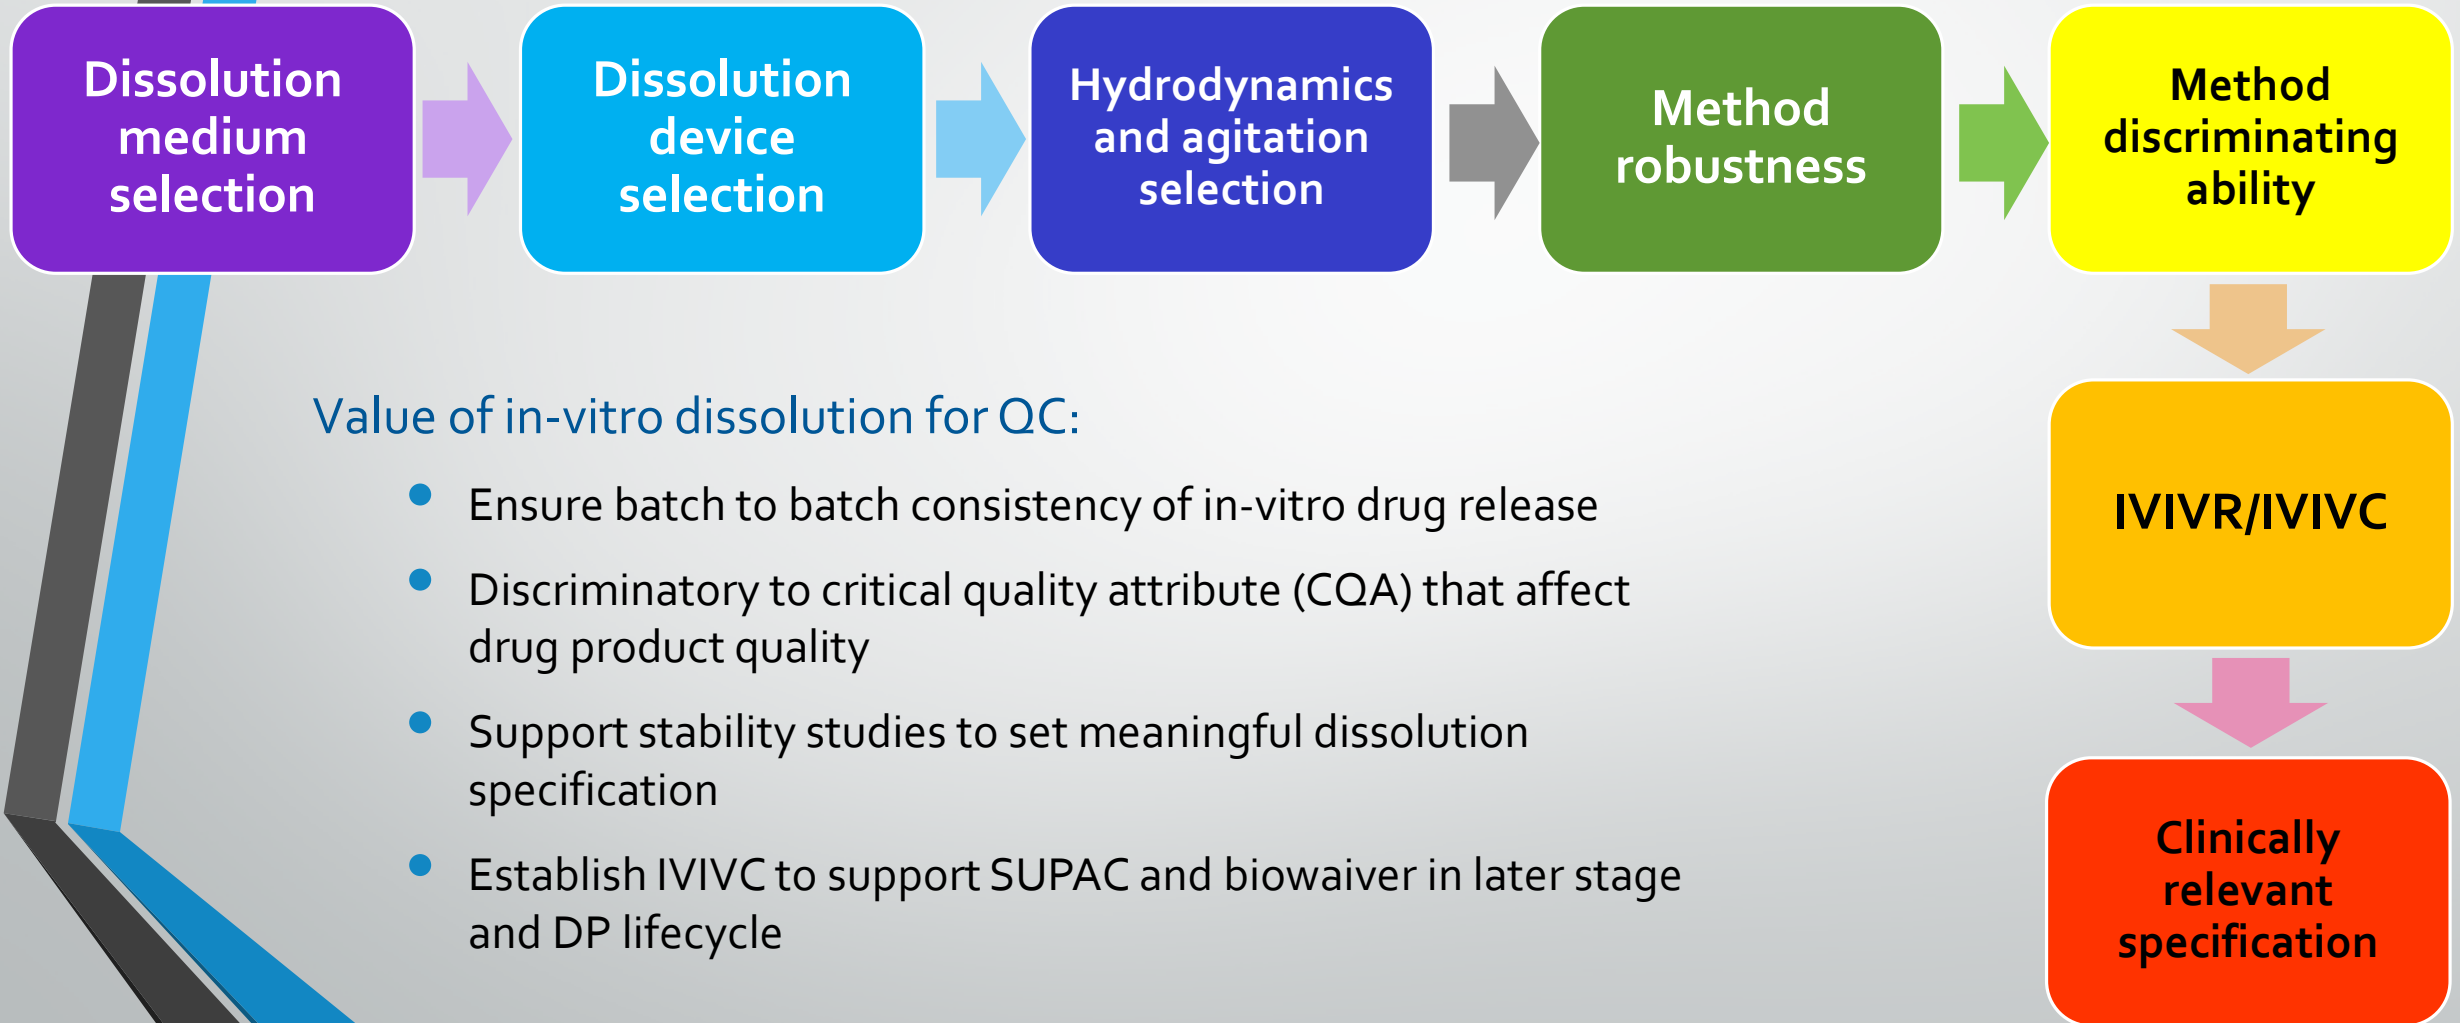 Dissolution
medium
selection
Dissolution
device
selection
Hydrodynamics
and agitation
selection
Method
robustness
Method
discriminating
ability
IVIVR/IVIVC
Clinically
relevant
specification
Value of in-vitro dissolution for QC:
Ensure batch to batch consistency of in-vitro drug release
Discriminatory to critical quality attribute (CQA) that affect
drug product quality
Support stability studies to set meaningful dissolution
specification
Establish IVIVC to support SUPAC and biowaiver in later stage
and DP lifecycle